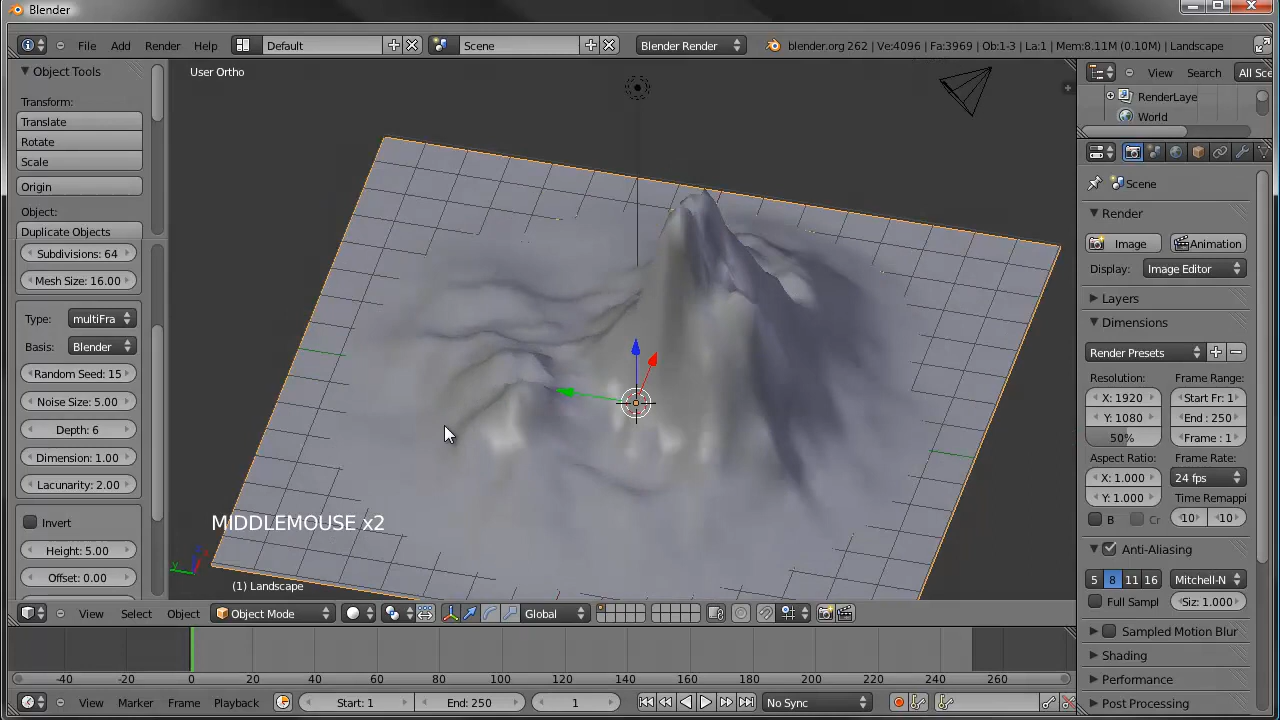 Blender
File Add Render Help Default Scene Blender Render blender.org 262 | Ve:4096 | Fa:3969 | Ob:1-3 | La:1 | Mem:8.11M (0.10M) | Landscape
Object Tools
User Ortho
View Search All Sce
RenderLaye
World
Transform:
Translate
Rotate
Scale
Origin
Object:
Duplicate Objects
Subdivisions: 64
Mesh Size: 16.00
Type: multiFra
Basis: Blender
Random Seed: 15
Noise Size: 5.00
Depth: 6
Dimension: 1.00
Lacunarity: 2.00
Invert
Height: 5.00
Offset: 0.00
MIDDLEMOUSE x2
(1) Landscape
Scene
Render
Image Animation
Display: Image Editor
Layers
Dimensions
Render Presets
Resolution: Frame Range:
X: 1920 Start Fr: 1
Y: 1080 End : 250
50% Frame : 1
Aspect Ratio: Frame Rate:
X: 1.000 24 fps
Y: 1.000 Time Remappi
B Cr 10 10
Anti-Aliasing
5 8 11 16 Mitchell-N
Full Sampl Siz: 1.000
Sampled Motion Blur
Shading
Performance
Post Processing
View Select Object Object Mode Global
-40 -20 0 20 40 60 80 100 120 140 160 180 200 220 240 260
View Marker Frame Playback Start: End: 250 1 No Sync